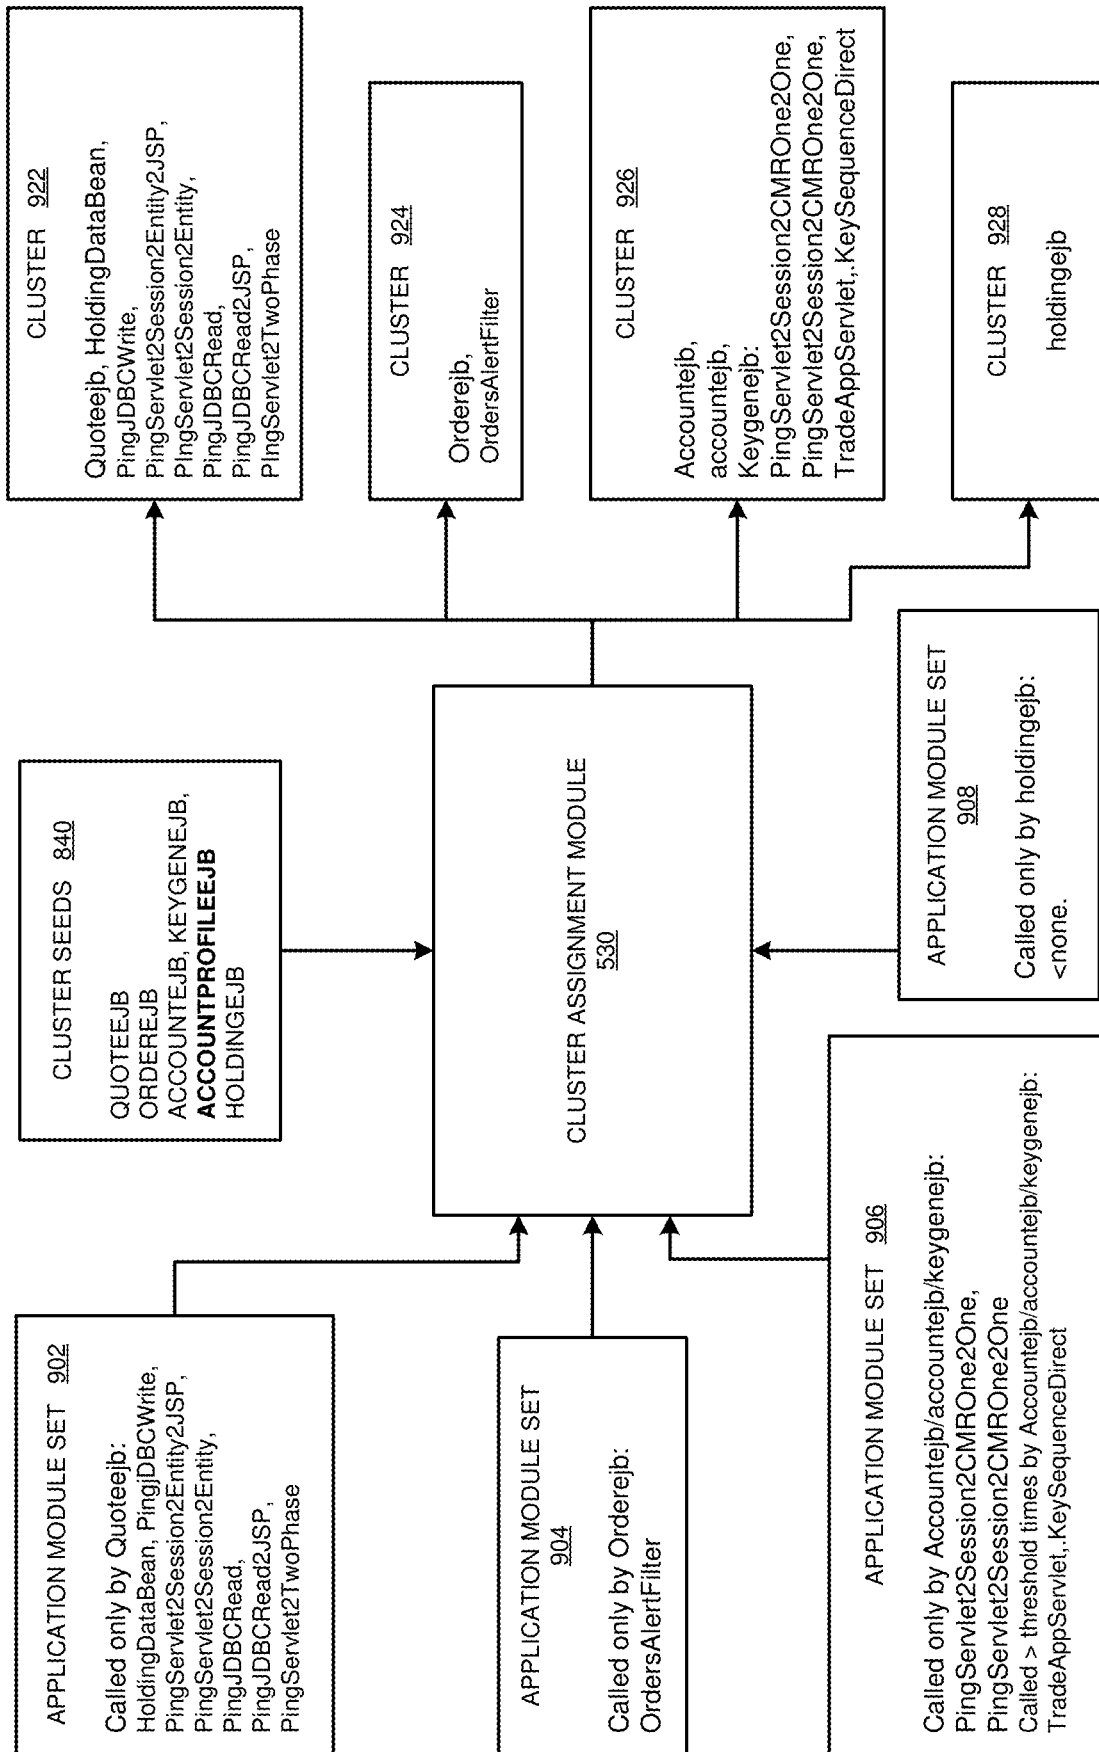 APPLICATION MODULE SET 902
Called only by Quoteejb:
HoldingDataBean, PingjDBCWrite,
PingServlet2Session2Entity2JSP,
PingServlet2Session2Entity,
PingJDBCRead,
PingJDBCRead2JSP,
PingServlet2TwoPhase
APPLICATION MODULE SET
904
Called only by Orderejb:
OrdersAlertFilter
APPLICATION MODULE SET 906
Called only by Accountejb/accountejb/keygenejb:
PingServlet2Session2CMROne2One,
PingServlet2Session2CMROne2One
Called > threshold times by Accountejb/accountejb/keygenejb:
TradeAppServlet,.KeySequenceDirect
CLUSTER SEEDS 840
QUOTEEJB
ORDEREJB
ACCOUNTEJB, KEYGENEJB,
ACCOUNTPROFILEEJB
HOLDINGEJB
CLUSTER ASSIGNMENT MODULE
530
APPLICATION MODULE SET
908
Called only by holdingejb:
<none.
CLUSTER 922
Quoteejb, HoldingDataBean,
PingJDBCWrite,
PingServlet2Session2Entity2JSP,
PIngServlet2Session2Entity,
PingJDBCRead,
PingJDBCRead2JSP,
PIngServlet2TwoPhase
CLUSTER 924
Orderejb,
OrdersAlertFilter
CLUSTER 926
Accountejb,
accountejb,
Keygenejb:
PingServlet2Session2CMROne2One,
PingServlet2Session2CMROne2One,
TradeAppServlet,.KeySequenceDirect
CLUSTER 928
holdingejb